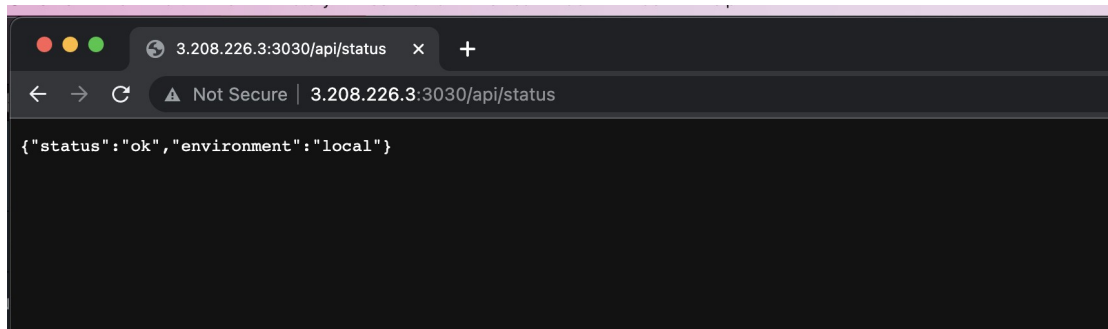 3.208.226.3:3030/api/status
Not Secure | 3.208.226.3:3030/api/status
{"status":"ok","environment":"local"}